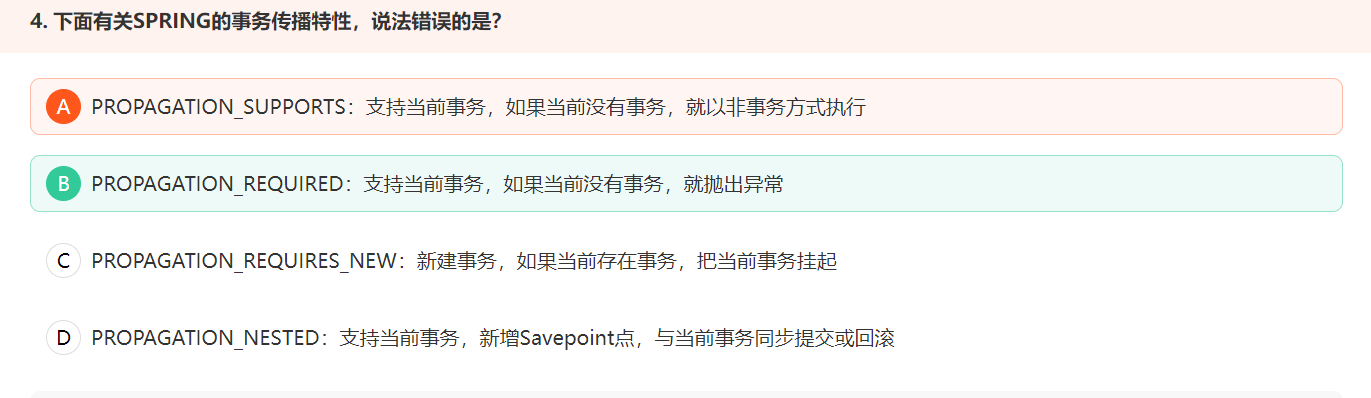 4. 下面有关SPRING的事务传播特性，说法错误的是？
A PROPAGATION_SUPPORTS：支持当前事务，如果当前没有事务，就以非事务方式执行
B PROPAGATION_REQUIRED：支持当前事务，如果当前没有事务，就抛出异常
C PROPAGATION_REQUIRES_NEW：新建事务，如果当前存在事务，把当前事务挂起
D PROPAGATION_NESTED：支持当前事务，新增Savepoint点，与当前事务同步提交或回滚